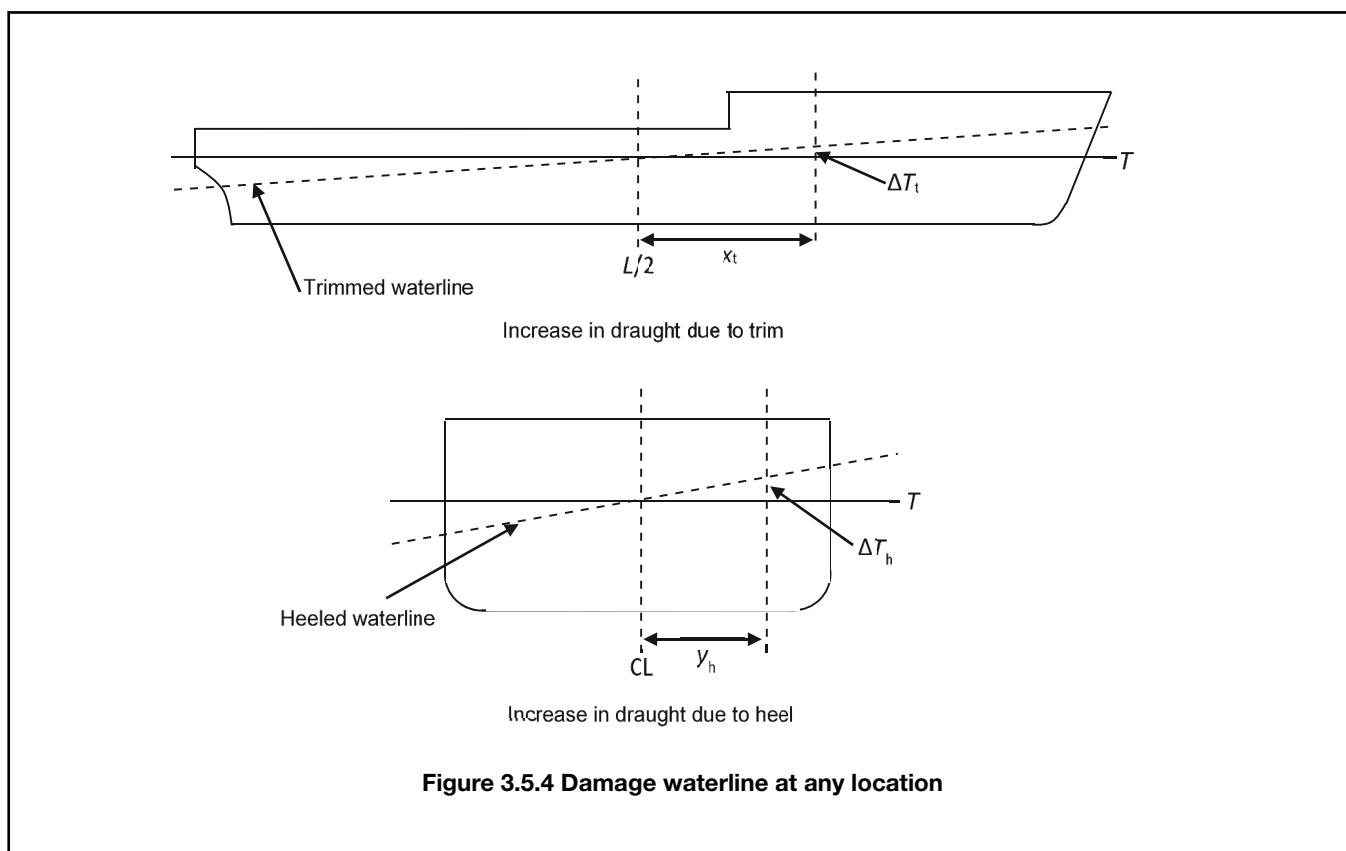 T
ΔTt
xt
L/2
Trimmed waterline
Increase in draught due to trim
T
ΔTh
Heeled waterline
yh
CL
Increase in draught due to heel
Figure 3.5.4 Damage waterline at any location